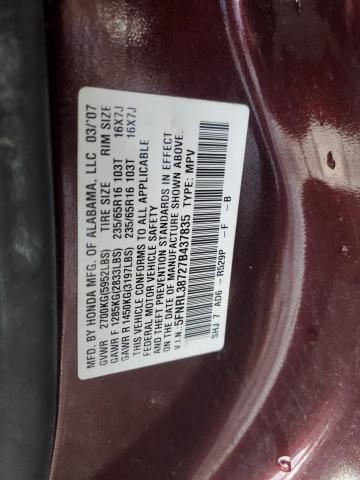 MFD. BY HONDA MFG. OF ALABAMA, LLC 03/'07
TIRE SIZE RIM SIZE
GVWR 2700KG(5952LBS)
GAWR F 1285KG(2833LBS) 235/65R16 103T 16X7J
GAWR R 1450KG(3197LBS) 235/65R16 103T 16X7J
THIS VEHICLE CONFORMS TO ALL APPLICABLE
FEDERAL MOTOR VEHICLE SAFETY
AND THEFT PREVENTION STANDARDS IN EFFECT
ON THE DATE OF MANUFACTURE SHOWN ABOVE.
V.I.N.: 5FNRL38727B437835 TYPE: MPV
SHJ 7 AD6 - R529P - F - B